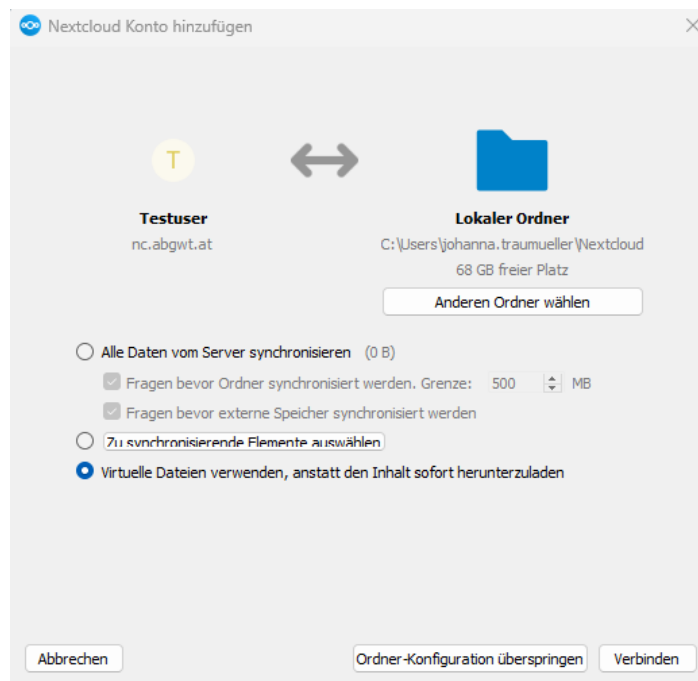 Nextcloud Konto hinzufügen
T
Testuser
nc.abgwt.at
Lokaler Ordner
C:\Users\johanna.traumueller\Nextcloud
68 GB freier Platz
Anderen Ordner wählen
Alle Daten vom Server synchronisieren (0 B)
Fragen bevor Ordner synchronisiert werden. Grenze: 500 MB
Fragen bevor externe Speicher synchronisiert werden
Zu synchronisierende Elemente auswählen
Virtuelle Dateien verwenden, anstatt den Inhalt sofort herunterzuladen
Abbrechen
Ordner-Konfiguration überspringen
Verbinden